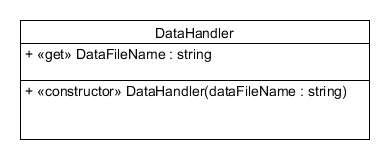 DataHandler
+ «get» DataFileName : string
+ «constructor» DataHandler(dataFileName : string)